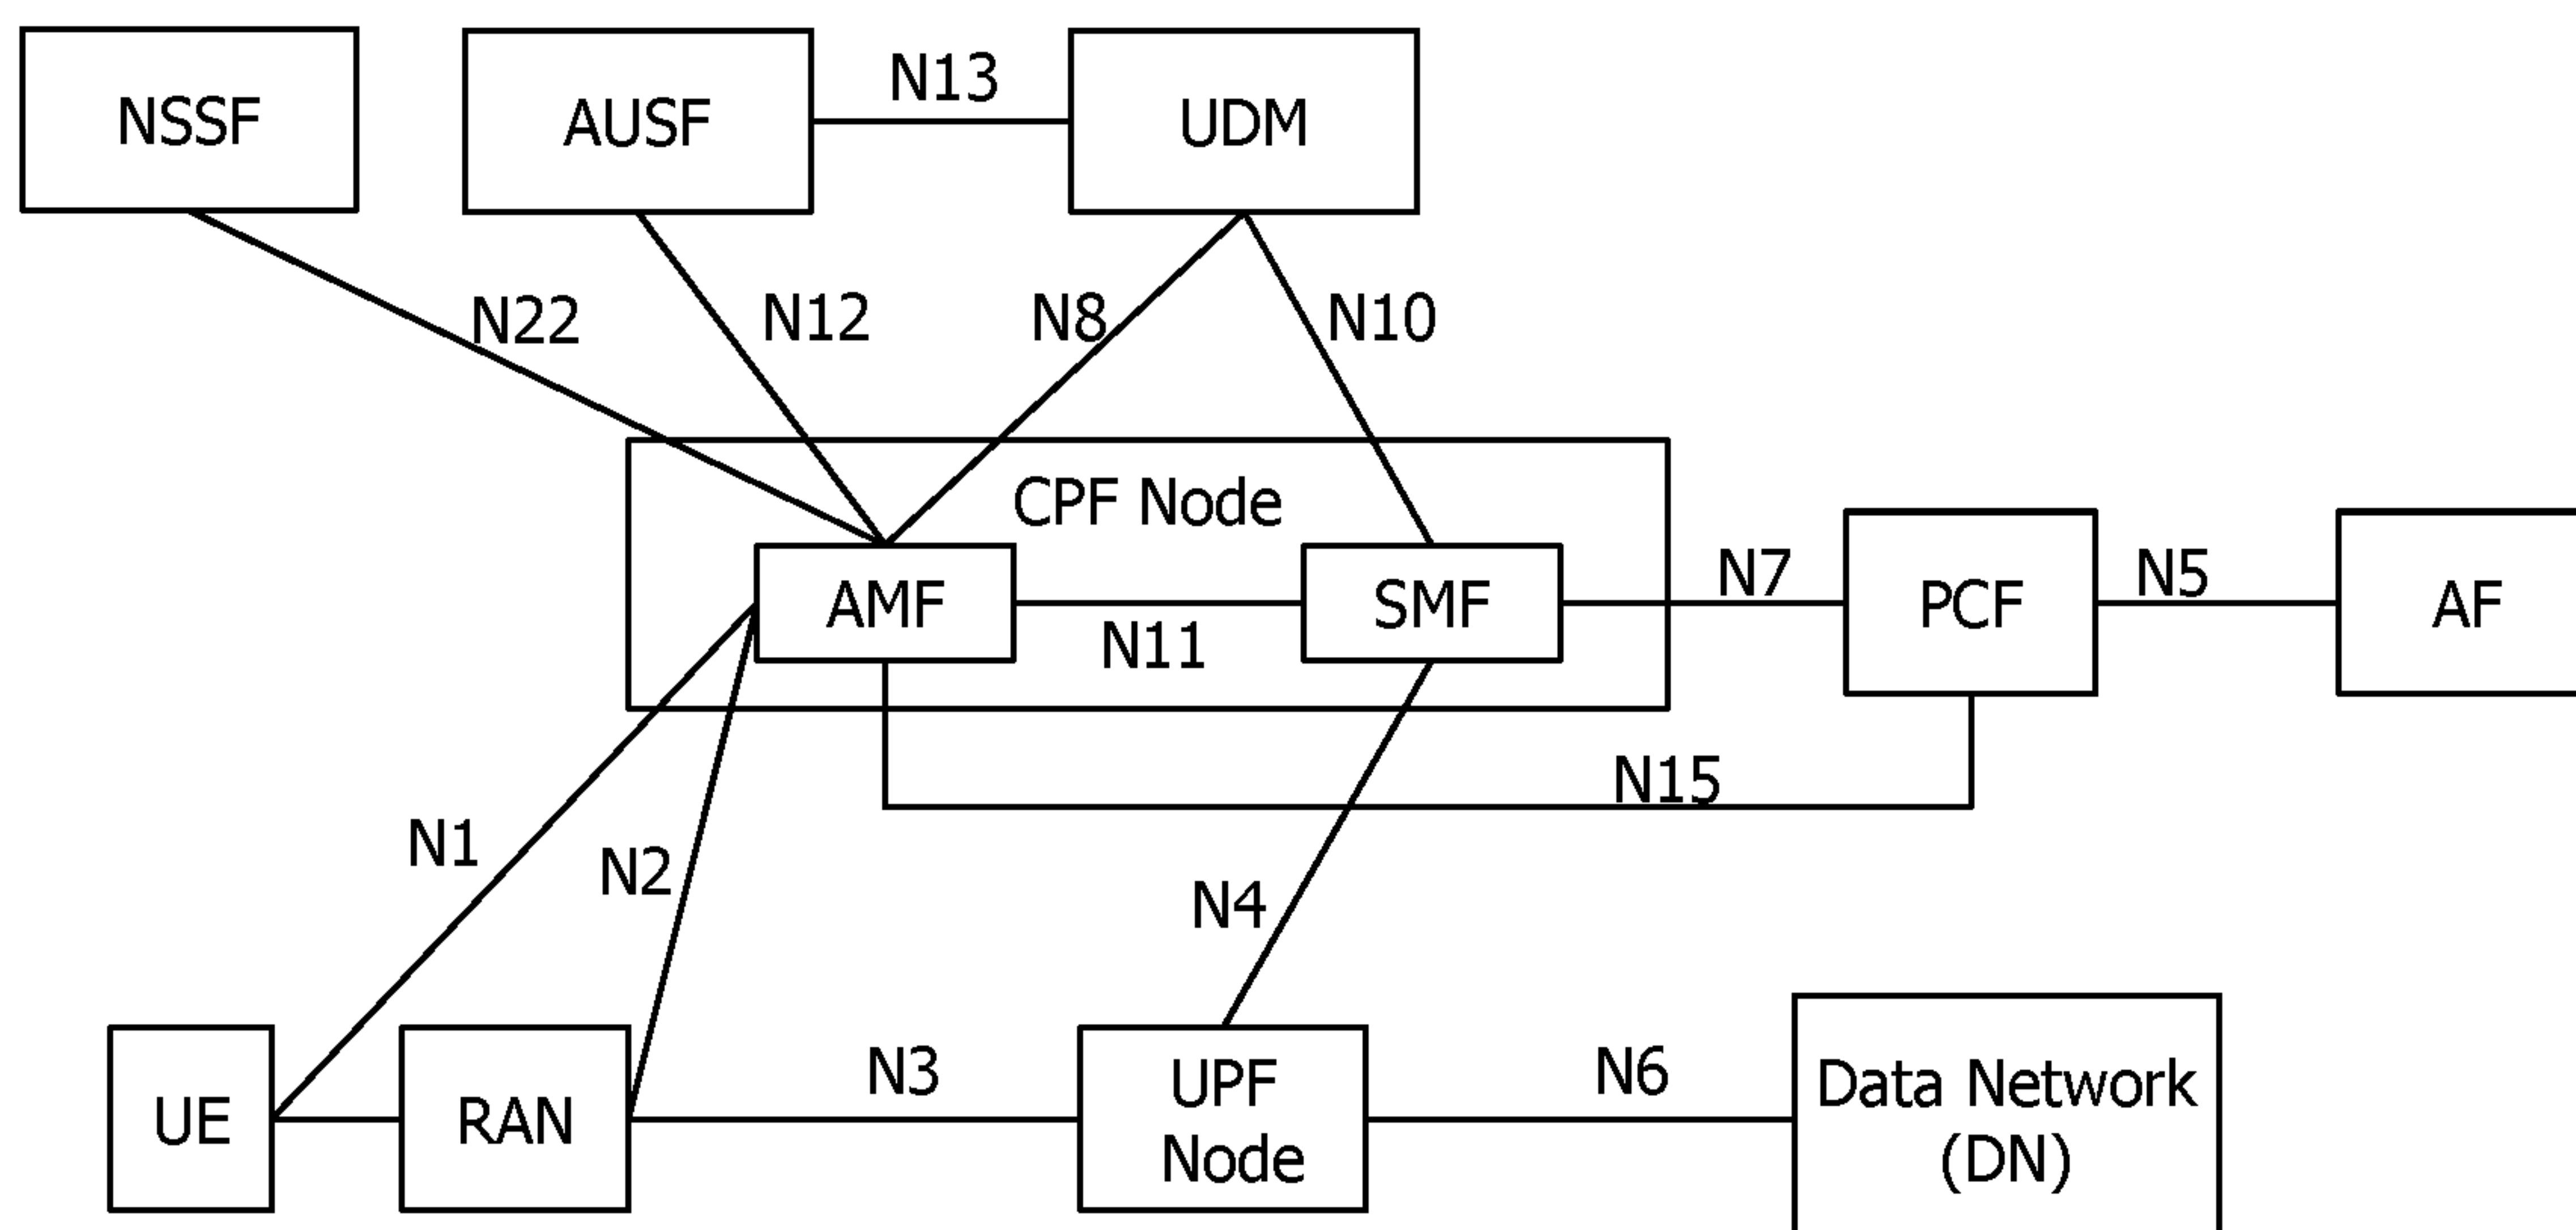 NSSF
AUSF
N13
UDM
N22
N12
N8
N10
CPF Node
AMF
N11
SMF
N7
PCF
N5
AF
N15
N1
N2
N4
UE
RAN
N3
UPF
Node
N6
Data Network
(DN)